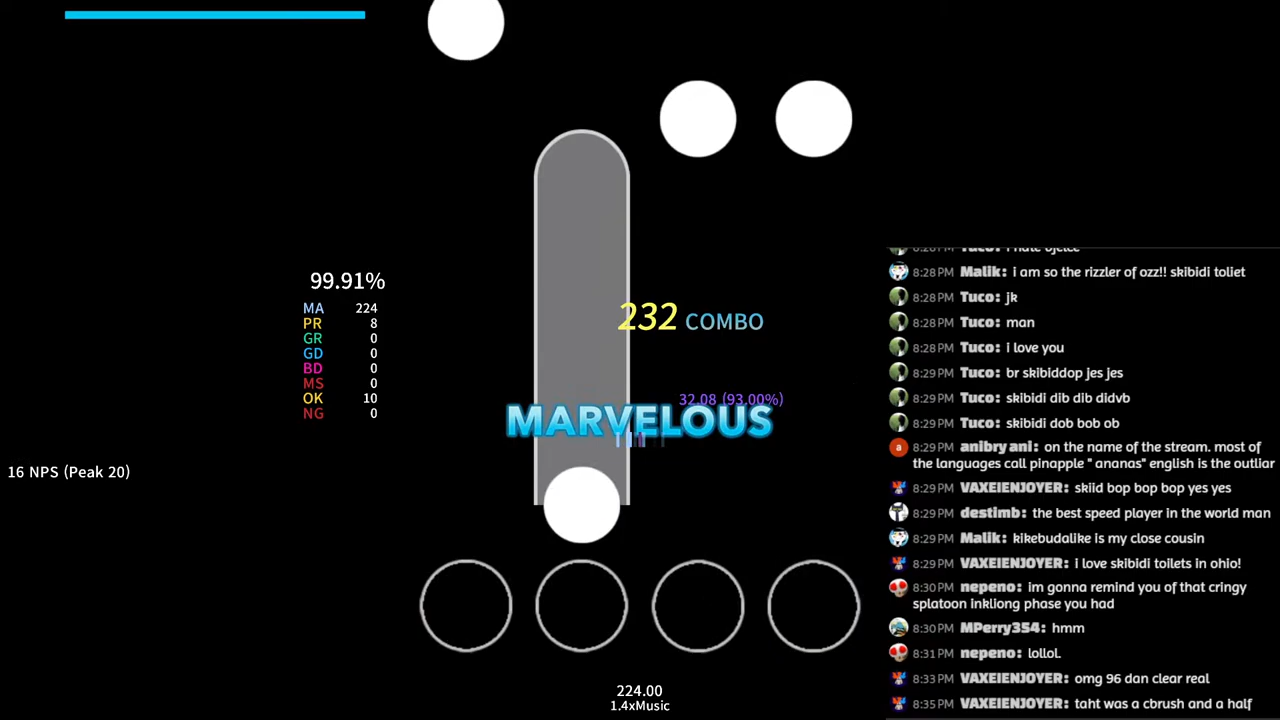 99.91%
MA 224
PR 8
GR 0
GD 0
BD 0
MS 0
OK 10
NG 0
16 NPS (Peak 20)
232 COMBO
32.08 (93.00%)
MARVELOUS
224.00
1.4xMusic
8:28 PM Malik: i am so the rizzler of ozz!! skibidi toliet
8:28 PM Tuco: jk
8:28 PM Tuco: man
8:28 PM Tuco: i love you
8:29 PM Tuco: br skibiddop jes jes
8:29 PM Tuco: skibidi dib dib didvb
8:29 PM Tuco: skibidi dob bob ob
a 8:29 PM anibry ani: on the name of the stream. most of
the languages call pinapple " ananas" english is the outliar
8:29 PM VAXEIENJOYER: skiid bop bop bop yes yes
8:29 PM destimb: the best speed player in the world man
8:29 PM Malik: kikebudalike is my close cousin
8:29 PM VAXEIENJOYER: i love skibidi toilets in ohio!
8:30 PM nepeno: im gonna remind you of that cringy
splatoon inkliong phase you had
8:30 PM MPerry354: hmm
8:31 PM nepeno: lollol.
8:33 PM VAXEIENJOYER: omg 96 dan clear real
8:35 PM VAXEIENJOYER: taht was a cbrush and a half